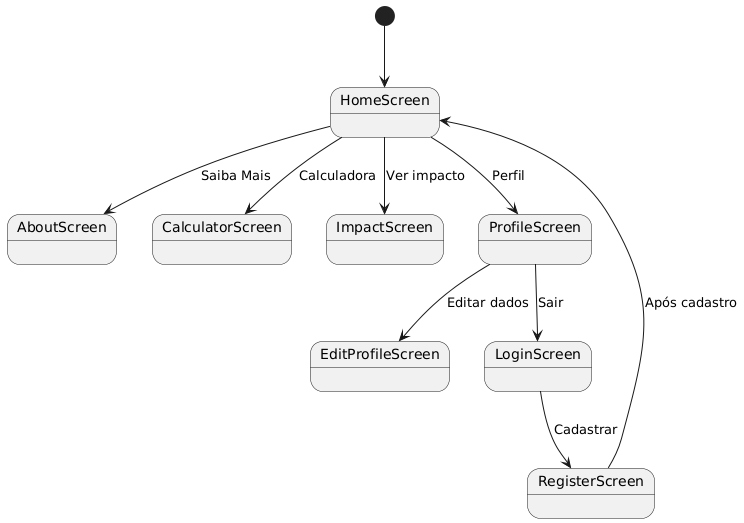 HomeScreen
Saiba Mais
Calculadora
Ver impacto
Perfil
AboutScreen
CalculatorScreen
ImpactScreen
ProfileScreen
Editar dados
Sair
Após cadastro
EditProfileScreen
LoginScreen
Cadastrar
RegisterScreen